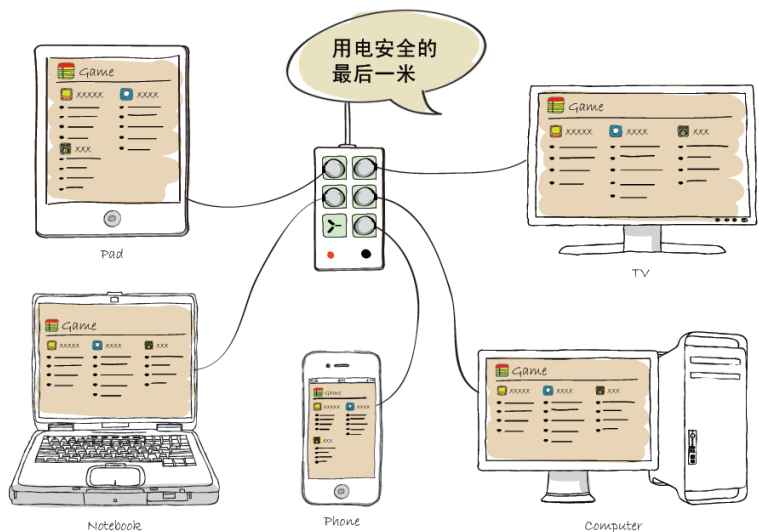 用电安全的
最后一米
Game
xxxxx xxxx
xxx
Pad
Game
xxxxx xxxx xxx
TV
Game
xxxxx xxxx xxx
Notebook
Game
xxxxx xxxx
xxx
Phone
Game
xxxxx xxxx xxx
Computer